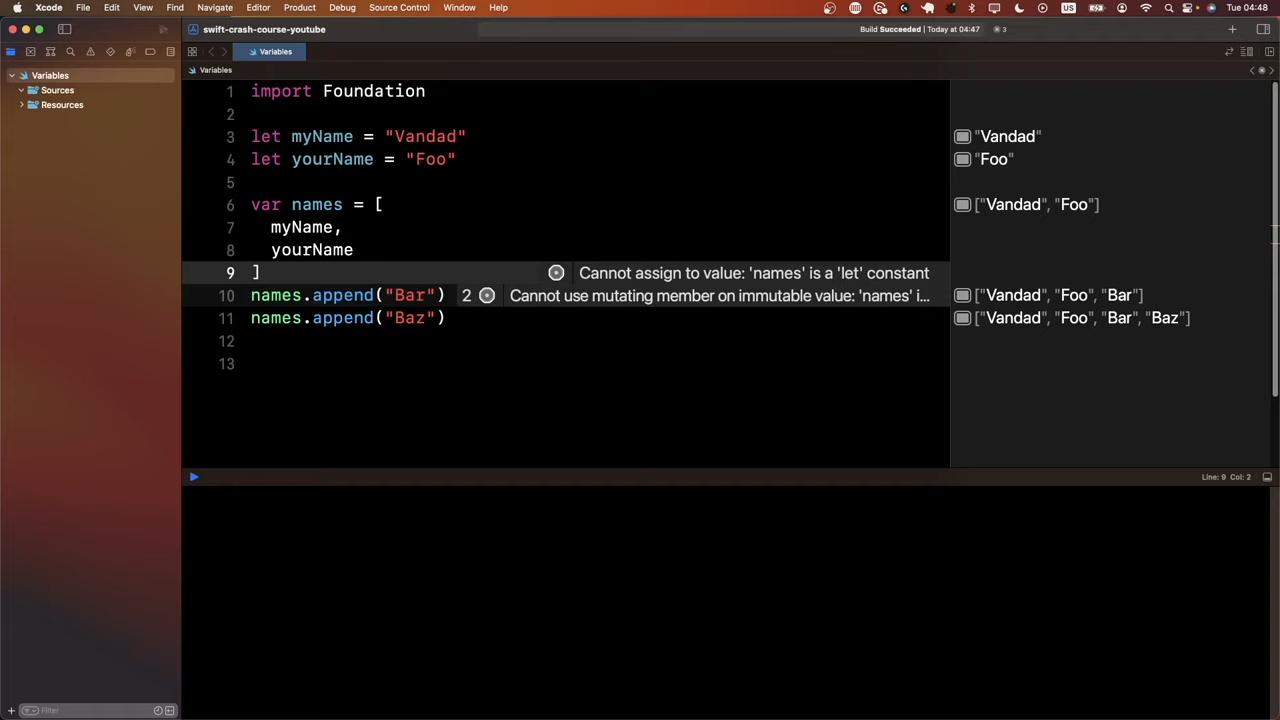 Xcode File Edit View Find Navigate Editor Product Debug Source Control Window Help Tue 04:48
swift-crash-course-youtube Build Succeeded | Today at 04:47 3
Variables
Variables
Variables
Sources
Resources
1 import Foundation
2
3 let myName = "Vandad" "Vandad"
4 let yourName = "Foo" "Foo"
5
6 var names = [ ["Vandad", "Foo"]
7 myName,
8 yourName
9 ] Cannot assign to value: 'names' is a 'let' constant
10 names.append("Bar") 2 Cannot use mutating member on immutable value: 'names' i... ["Vandad", "Foo", "Bar"]
11 names.append("Baz") ["Vandad", "Foo", "Bar", "Baz"]
12
13
Line: 9 Col: 2
Filter